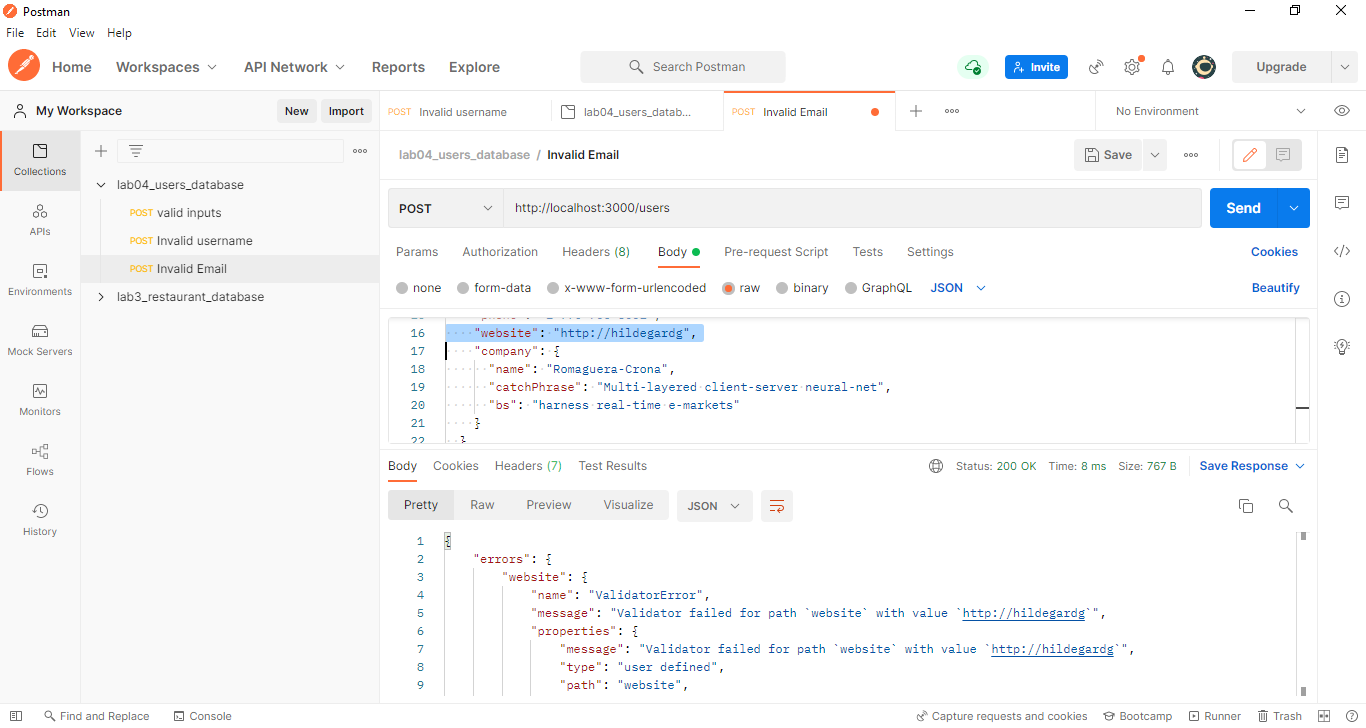 Postman
File Edit View Help
Home Workspaces API Network Reports Explore Search Postman Invite Upgrade
My Workspace New Import
POST Invalid username lab04_users_datab... POST Invalid Email No Environment
Collections
APIs
Environments
Mock Servers
Monitors
Flows
History
lab04_users_database
POST valid inputs
POST Invalid username
POST Invalid Email
lab3_restaurant_database
lab04_users_database / Invalid Email Save
POST http://localhost:3000/users Send
Params Authorization Headers (8) Body Pre-request Script Tests Settings Cookies
none form-data x-www-form-urlencoded raw binary GraphQL JSON Beautify
16 "website": "http://hildegardg",
17 "company": {
18 "name": "Romaguera-Crona",
19 "catchPhrase": "Multi-layered client-server neural-net",
20 "bs": "harness real-time e-markets"
21 }
22 }
Body Cookies Headers (7) Test Results Status: 200 OK Time: 8 ms Size: 767 B Save Response
Pretty Raw Preview Visualize JSON
1 {
2 "errors": {
3 "website": {
4 "name": "ValidatorError",
5 "message": "Validator failed for path `website` with value `http://hildegardg`",
6 "properties": {
7 "message": "Validator failed for path `website` with value `http://hildegardg`",
8 "type": "user defined",
9 "path": "website",
Find and Replace Console Capture requests and cookies Bootcamp Runner Trash